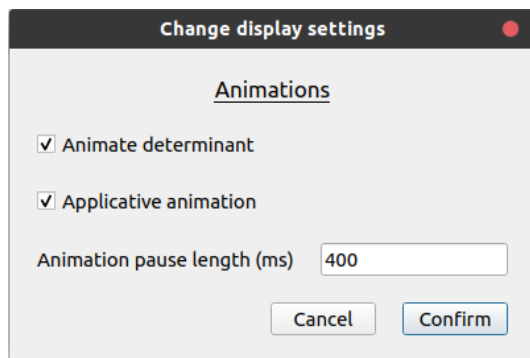 Change display settings
Animations
Animate determinant
Applicative animation
Animation pause length (ms) 400
Cancel Confirm